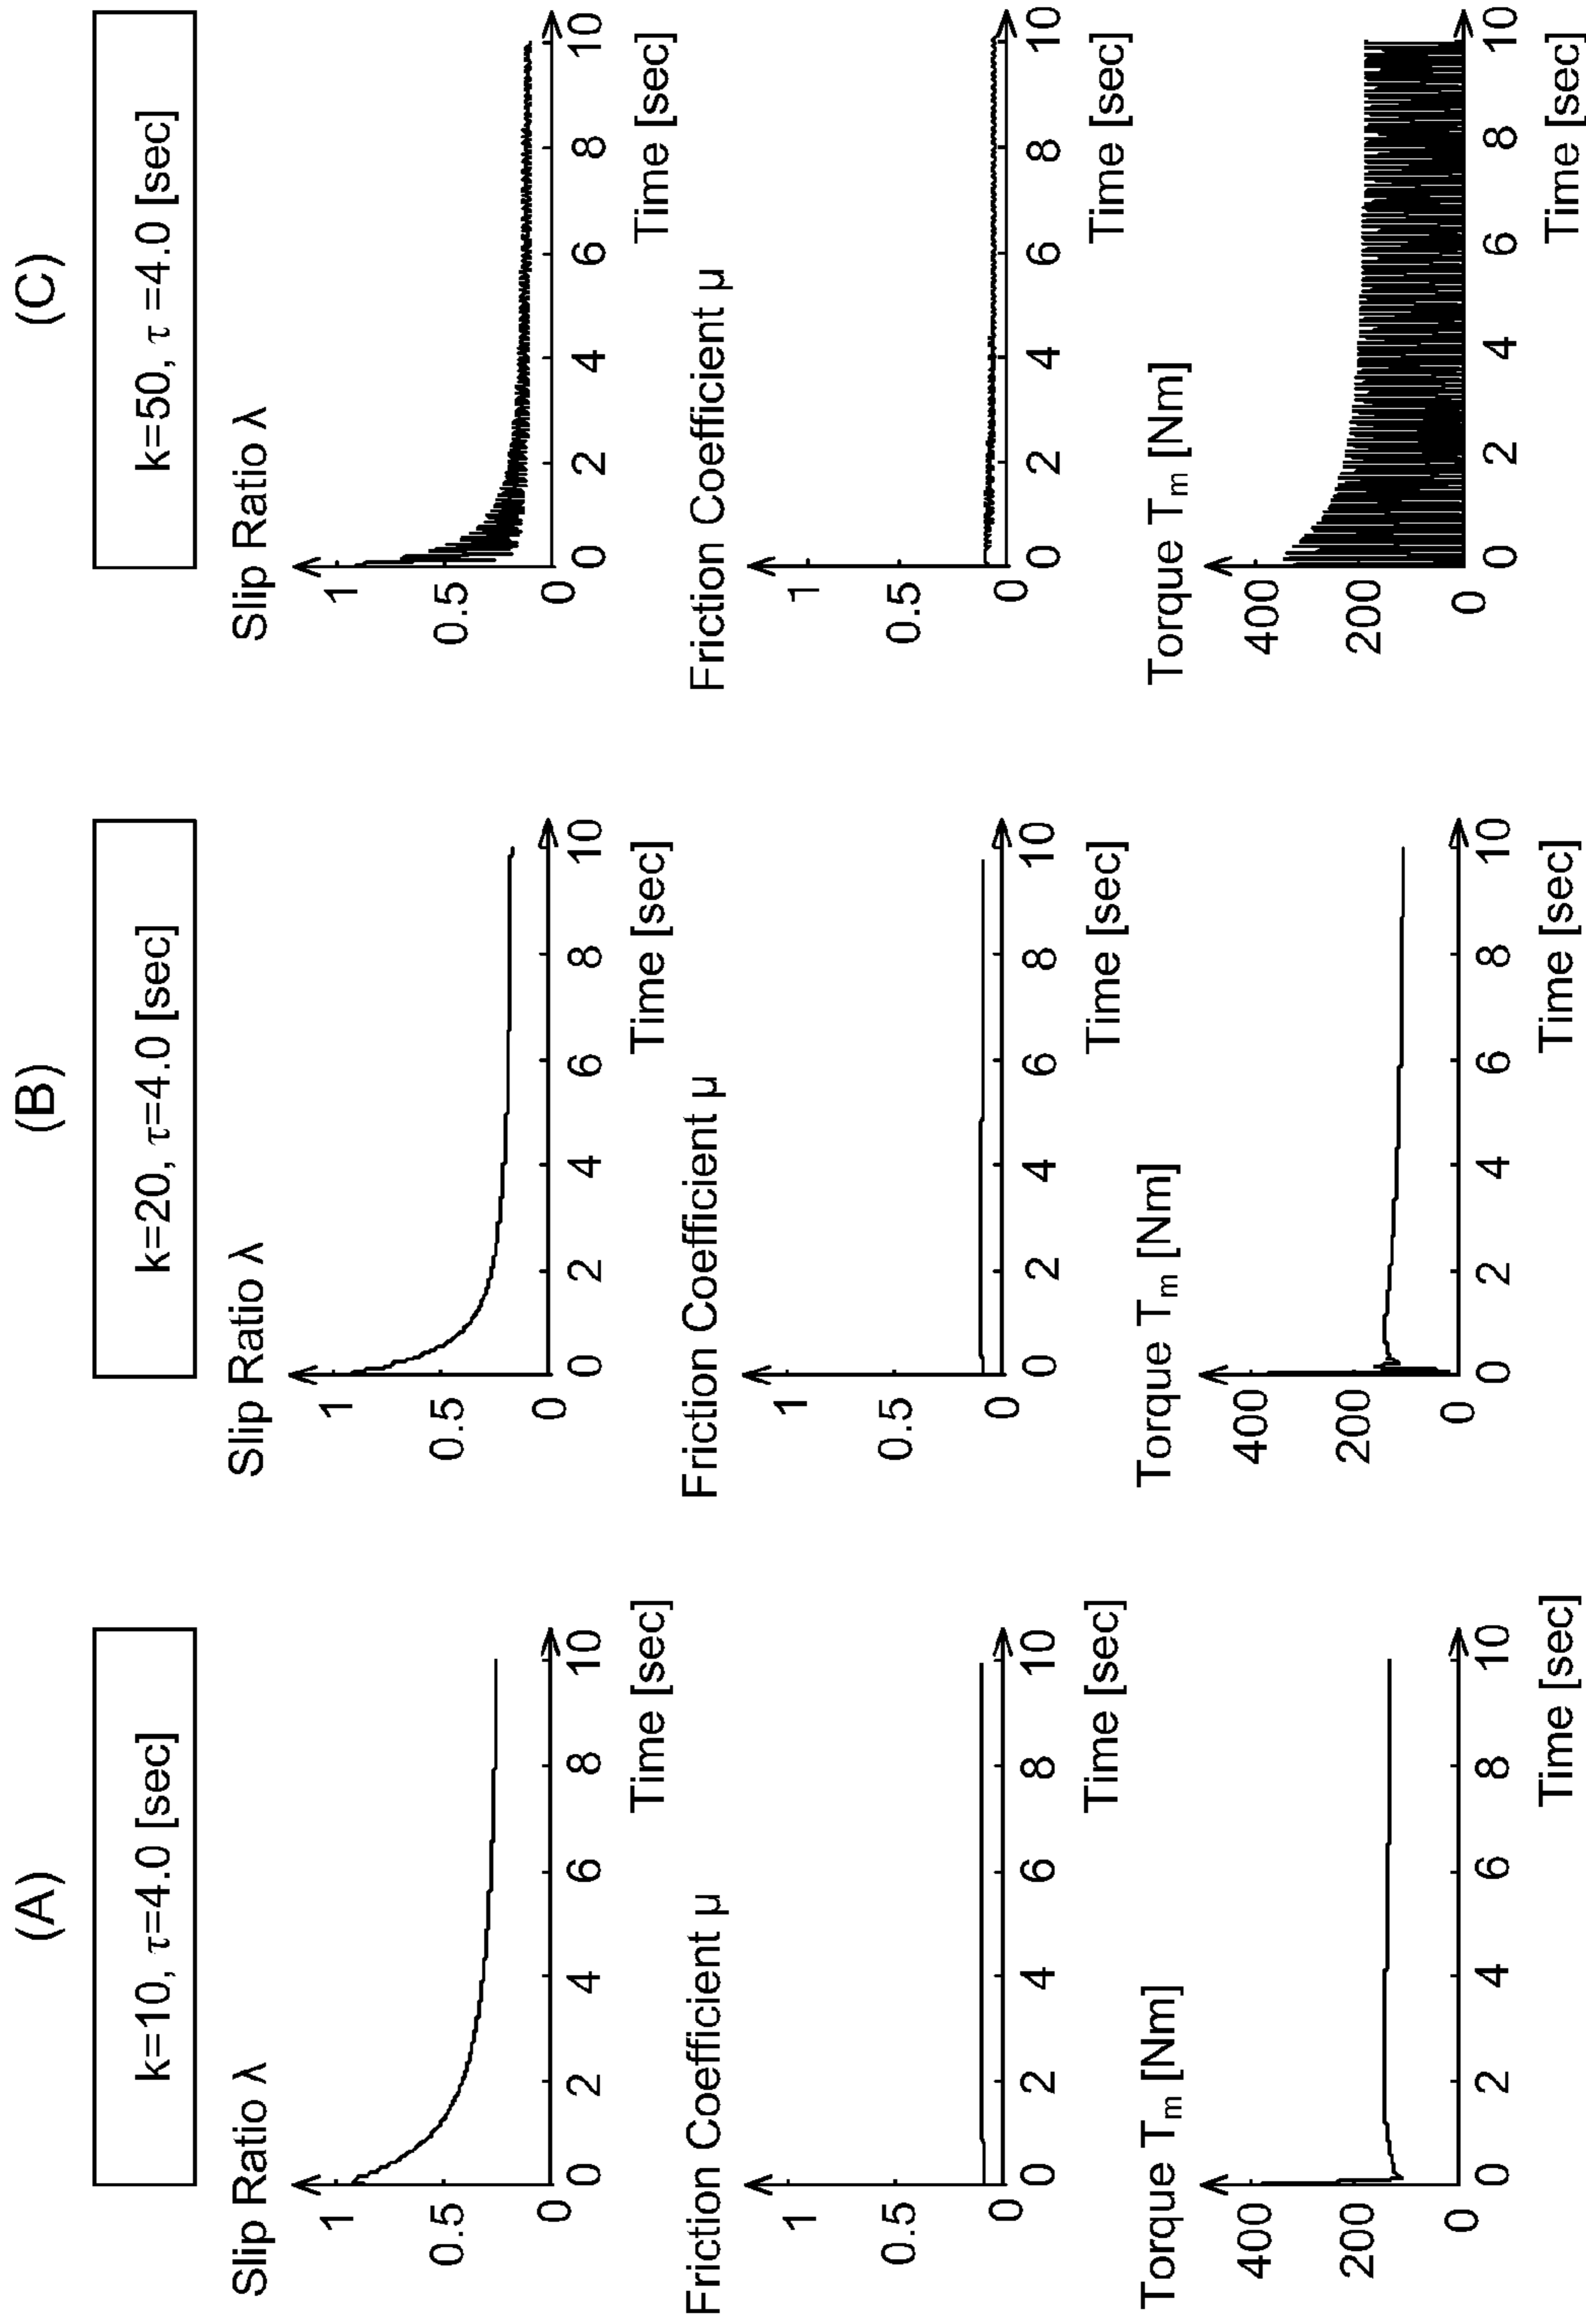 (A)
k=10, τ=4.0 [sec]
Slip Ratio λ
1
0.5
0
0 2 4 6 8 10
Time [sec]
Friction Coefficient μ
1
0.5
0
0 2 4 6 8 10
Time [sec]
Torque Tm [Nm]
400
200
0
0 2 4 6 8 10
Time [sec]
(B)
k=20, τ=4.0 [sec]
Slip Ratio λ
1
0.5
0
0 2 4 6 8 10
Time [sec]
Friction Coefficient μ
1
0.5
0
0 2 4 6 8 10
Time [sec]
Torque Tm [Nm]
400
200
0
0 2 4 6 8 10
Time [sec]
(C)
k=50, τ =4.0 [sec]
Slip Ratio λ
1
0.5
0
0 2 4 6 8 10
Time [sec]
Friction Coefficient μ
1
0.5
0
0 2 4 6 8 10
Time [sec]
Torque Tm [Nm]
400
200
0
0 2 4 6 8 10
Time [sec]